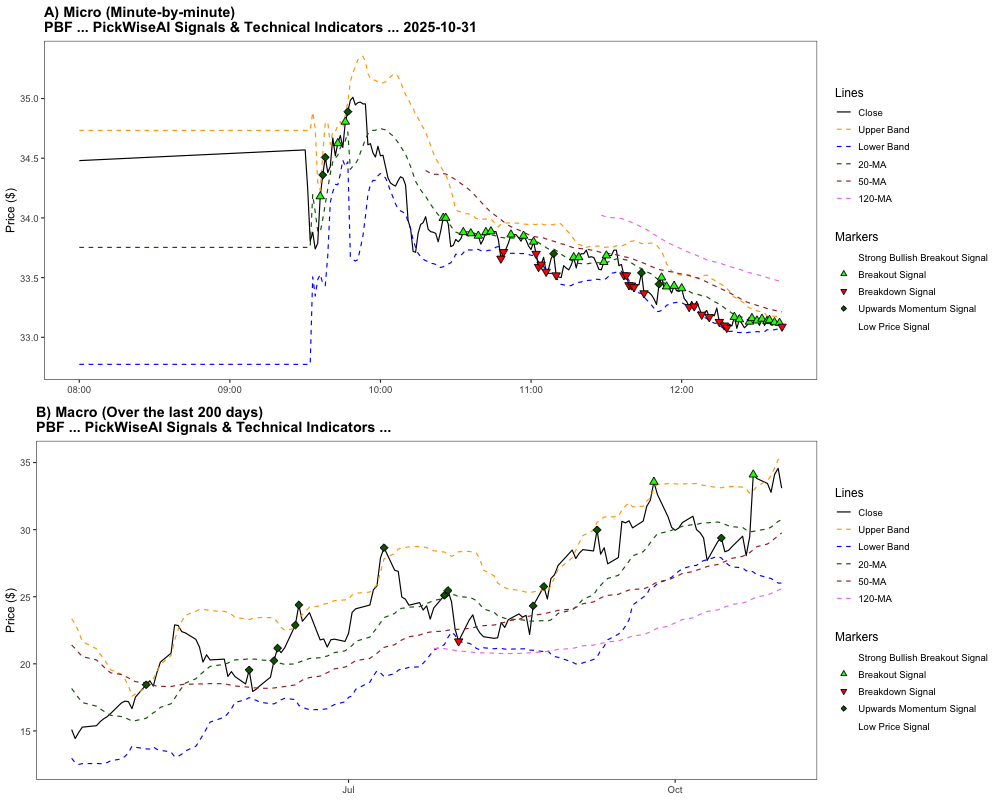 A) Micro (Minute-by-minute)
PBF ... PickWiseAI Signals & Technical Indicators ... 2025-10-31
Price ($)
35.0
34.5
34.0
33.5
33.0
08:00 09:00 10:00 11:00 12:00
Lines
Close
Upper Band
Lower Band
20-MA
50-MA
120-MA
Markers
Strong Bullish Breakout Signal
Breakout Signal
Breakdown Signal
Upwards Momentum Signal
Low Price Signal
B) Macro (Over the last 200 days)
PBF ... PickWiseAI Signals & Technical Indicators ...
Price ($)
35
30
25
20
15
Jul Oct
Lines
Close
Upper Band
Lower Band
20-MA
50-MA
120-MA
Markers
Strong Bullish Breakout Signal
Breakout Signal
Breakdown Signal
Upwards Momentum Signal
Low Price Signal